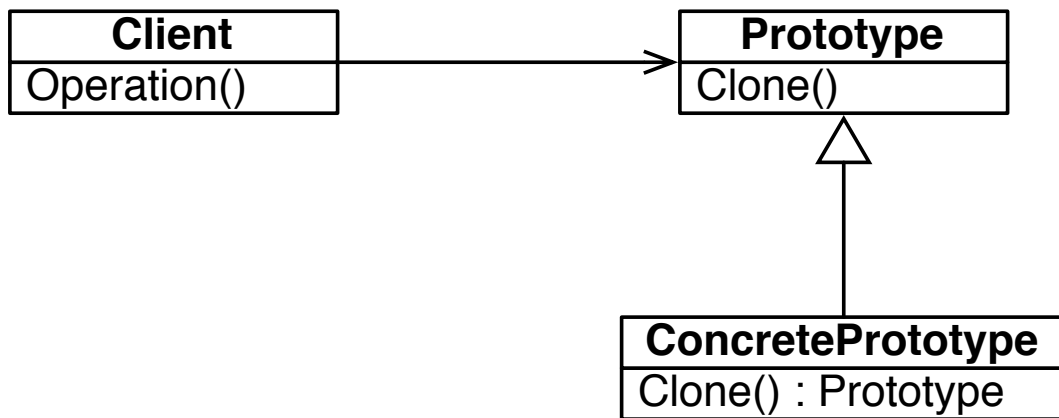 Client
Operation()
Prototype
Clone()
ConcretePrototype
Clone() : Prototype